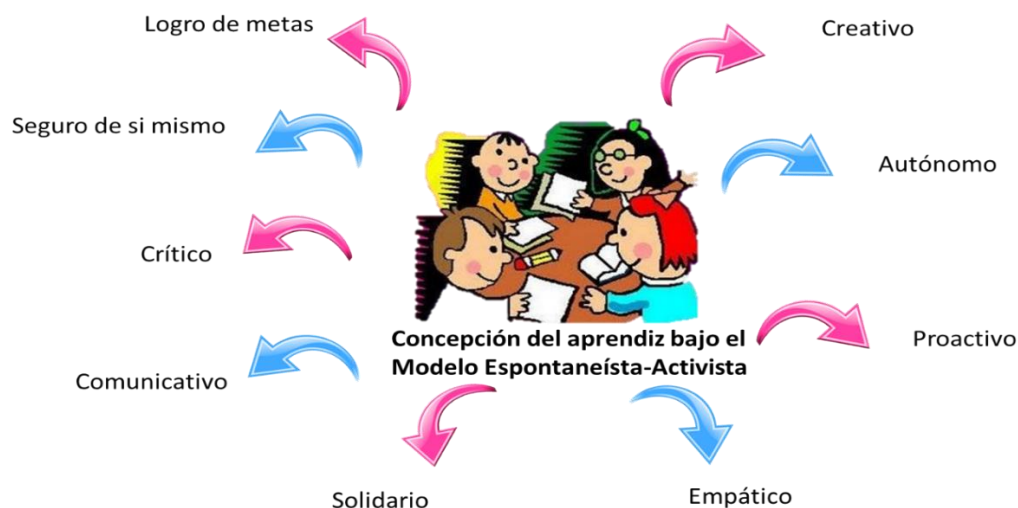 Logro de metas
Creativo
Seguro de si mismo
Autónomo
Crítico
Proactivo
Concepción del aprendiz bajo el
Modelo Espontaneísta-Activista
Comunicativo
Solidario
Empático